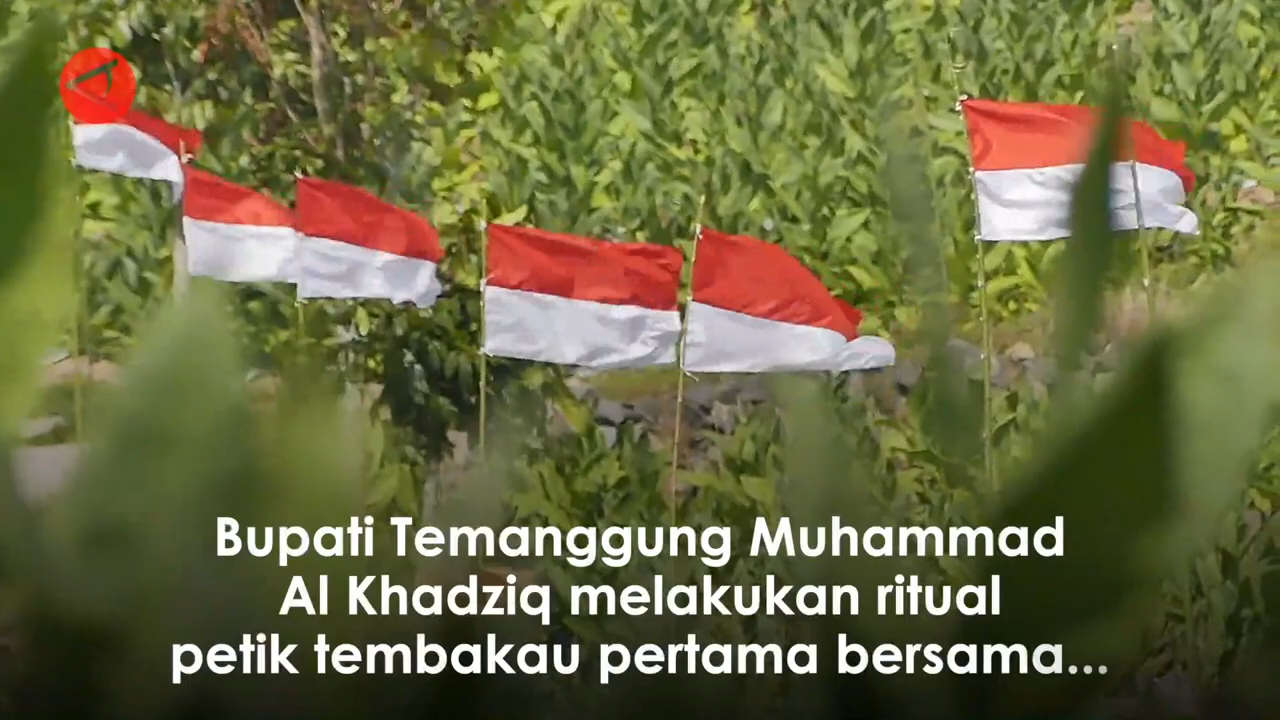 Bupati Temanggung Muhammad
Al Khadziq melakukan ritual
petik tembakau pertama bersama...